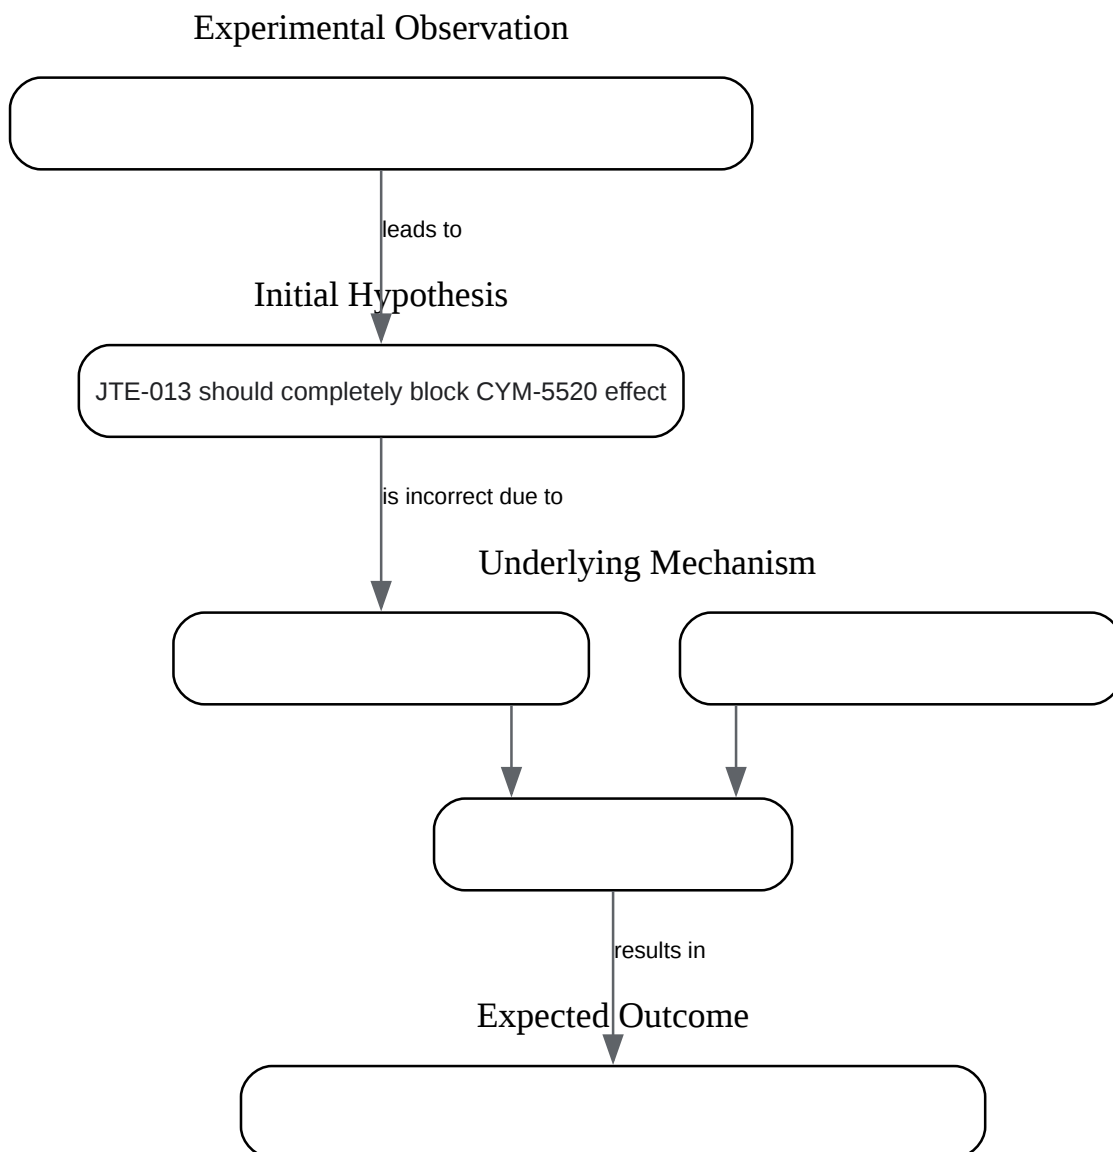 Experimental Observation
leads to
Initial Hypothesis
JTE-013 should completely block CYM-5520 effect
is incorrect due to
Underlying Mechanism
results in
Expected Outcome